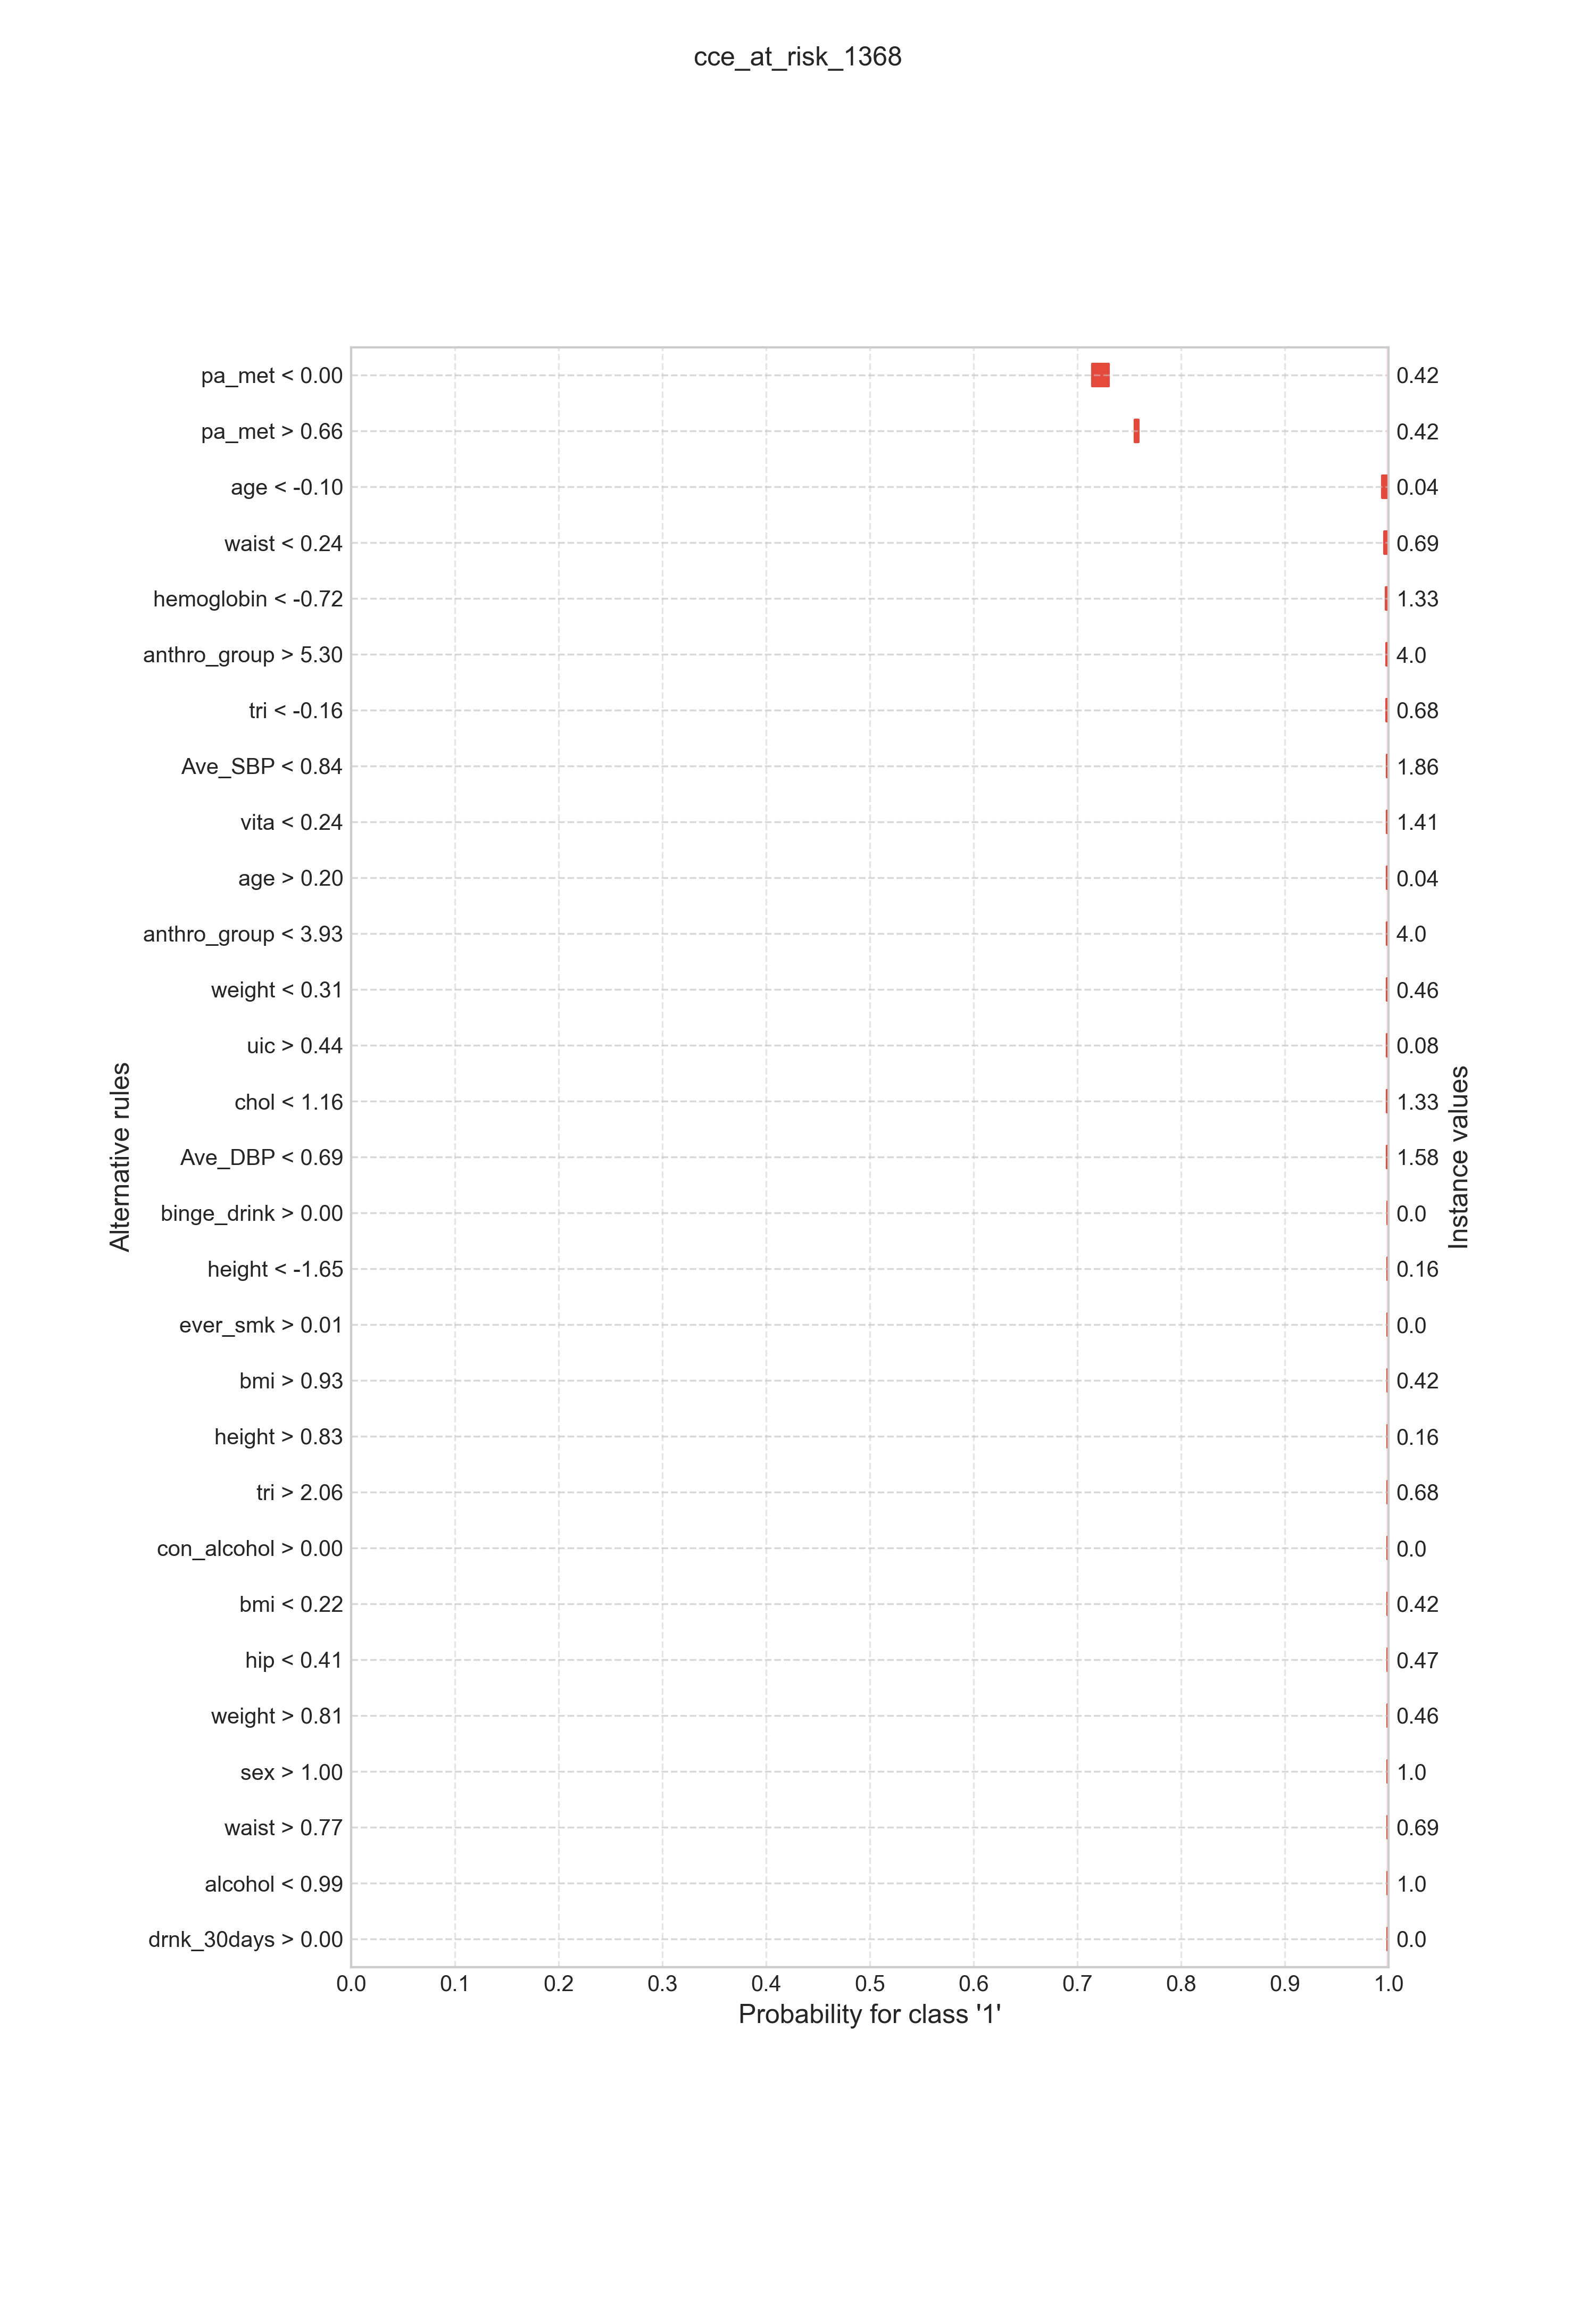 cce_at_risk_1368
pa_met < 0.00 0.42
pa_met > 0.66 0.42
age < -0.10 0.04
waist < 0.24 0.69
hemoglobin < -0.72 1.33
anthro_group > 5.30 4.0
tri < -0.16 0.68
Ave_SBP < 0.84 1.86
vita < 0.24 1.41
age > 0.20 0.04
anthro_group < 3.93 4.0
weight < 0.31 0.46
uic > 0.44 0.08
chol < 1.16 1.33
Ave_DBP < 0.69 1.58
binge_drink > 0.00 0.0
height < -1.65 0.16
ever_smk > 0.01 0.0
bmi > 0.93 0.42
height > 0.83 0.16
tri > 2.06 0.68
con_alcohol > 0.00 0.0
bmi < 0.22 0.42
hip < 0.41 0.47
weight > 0.81 0.46
sex > 1.00 1.0
waist > 0.77 0.69
alcohol < 0.99 1.0
drnk_30days > 0.00 0.0
Alternative rules
Instance values
0.0 0.1 0.2 0.3 0.4 0.5 0.6 0.7 0.8 0.9 1.0
Probability for class '1'